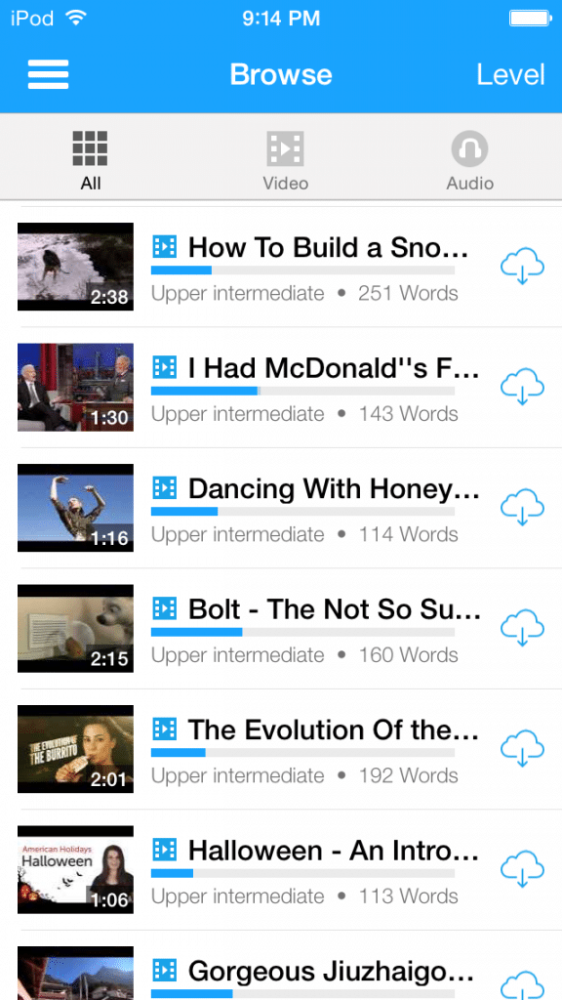 iPod 9:14 PM
Browse Level
All Video Audio
How To Build a Sno...
2:38
Upper intermediate • 251 Words
I Had McDonald''s F...
1:30
Upper intermediate • 143 Words
Dancing With Honey...
1:16
Upper intermediate • 114 Words
Bolt - The Not So Su...
2:15
Upper intermediate • 160 Words
The Evolution Of the...
THE EVOLUTION OF
THE BURRITO
2:01
Upper intermediate • 192 Words
Halloween - An Intro...
American Holidays
Halloween
1:06
Upper intermediate • 113 Words
Gorgeous Jiuzhaigo...